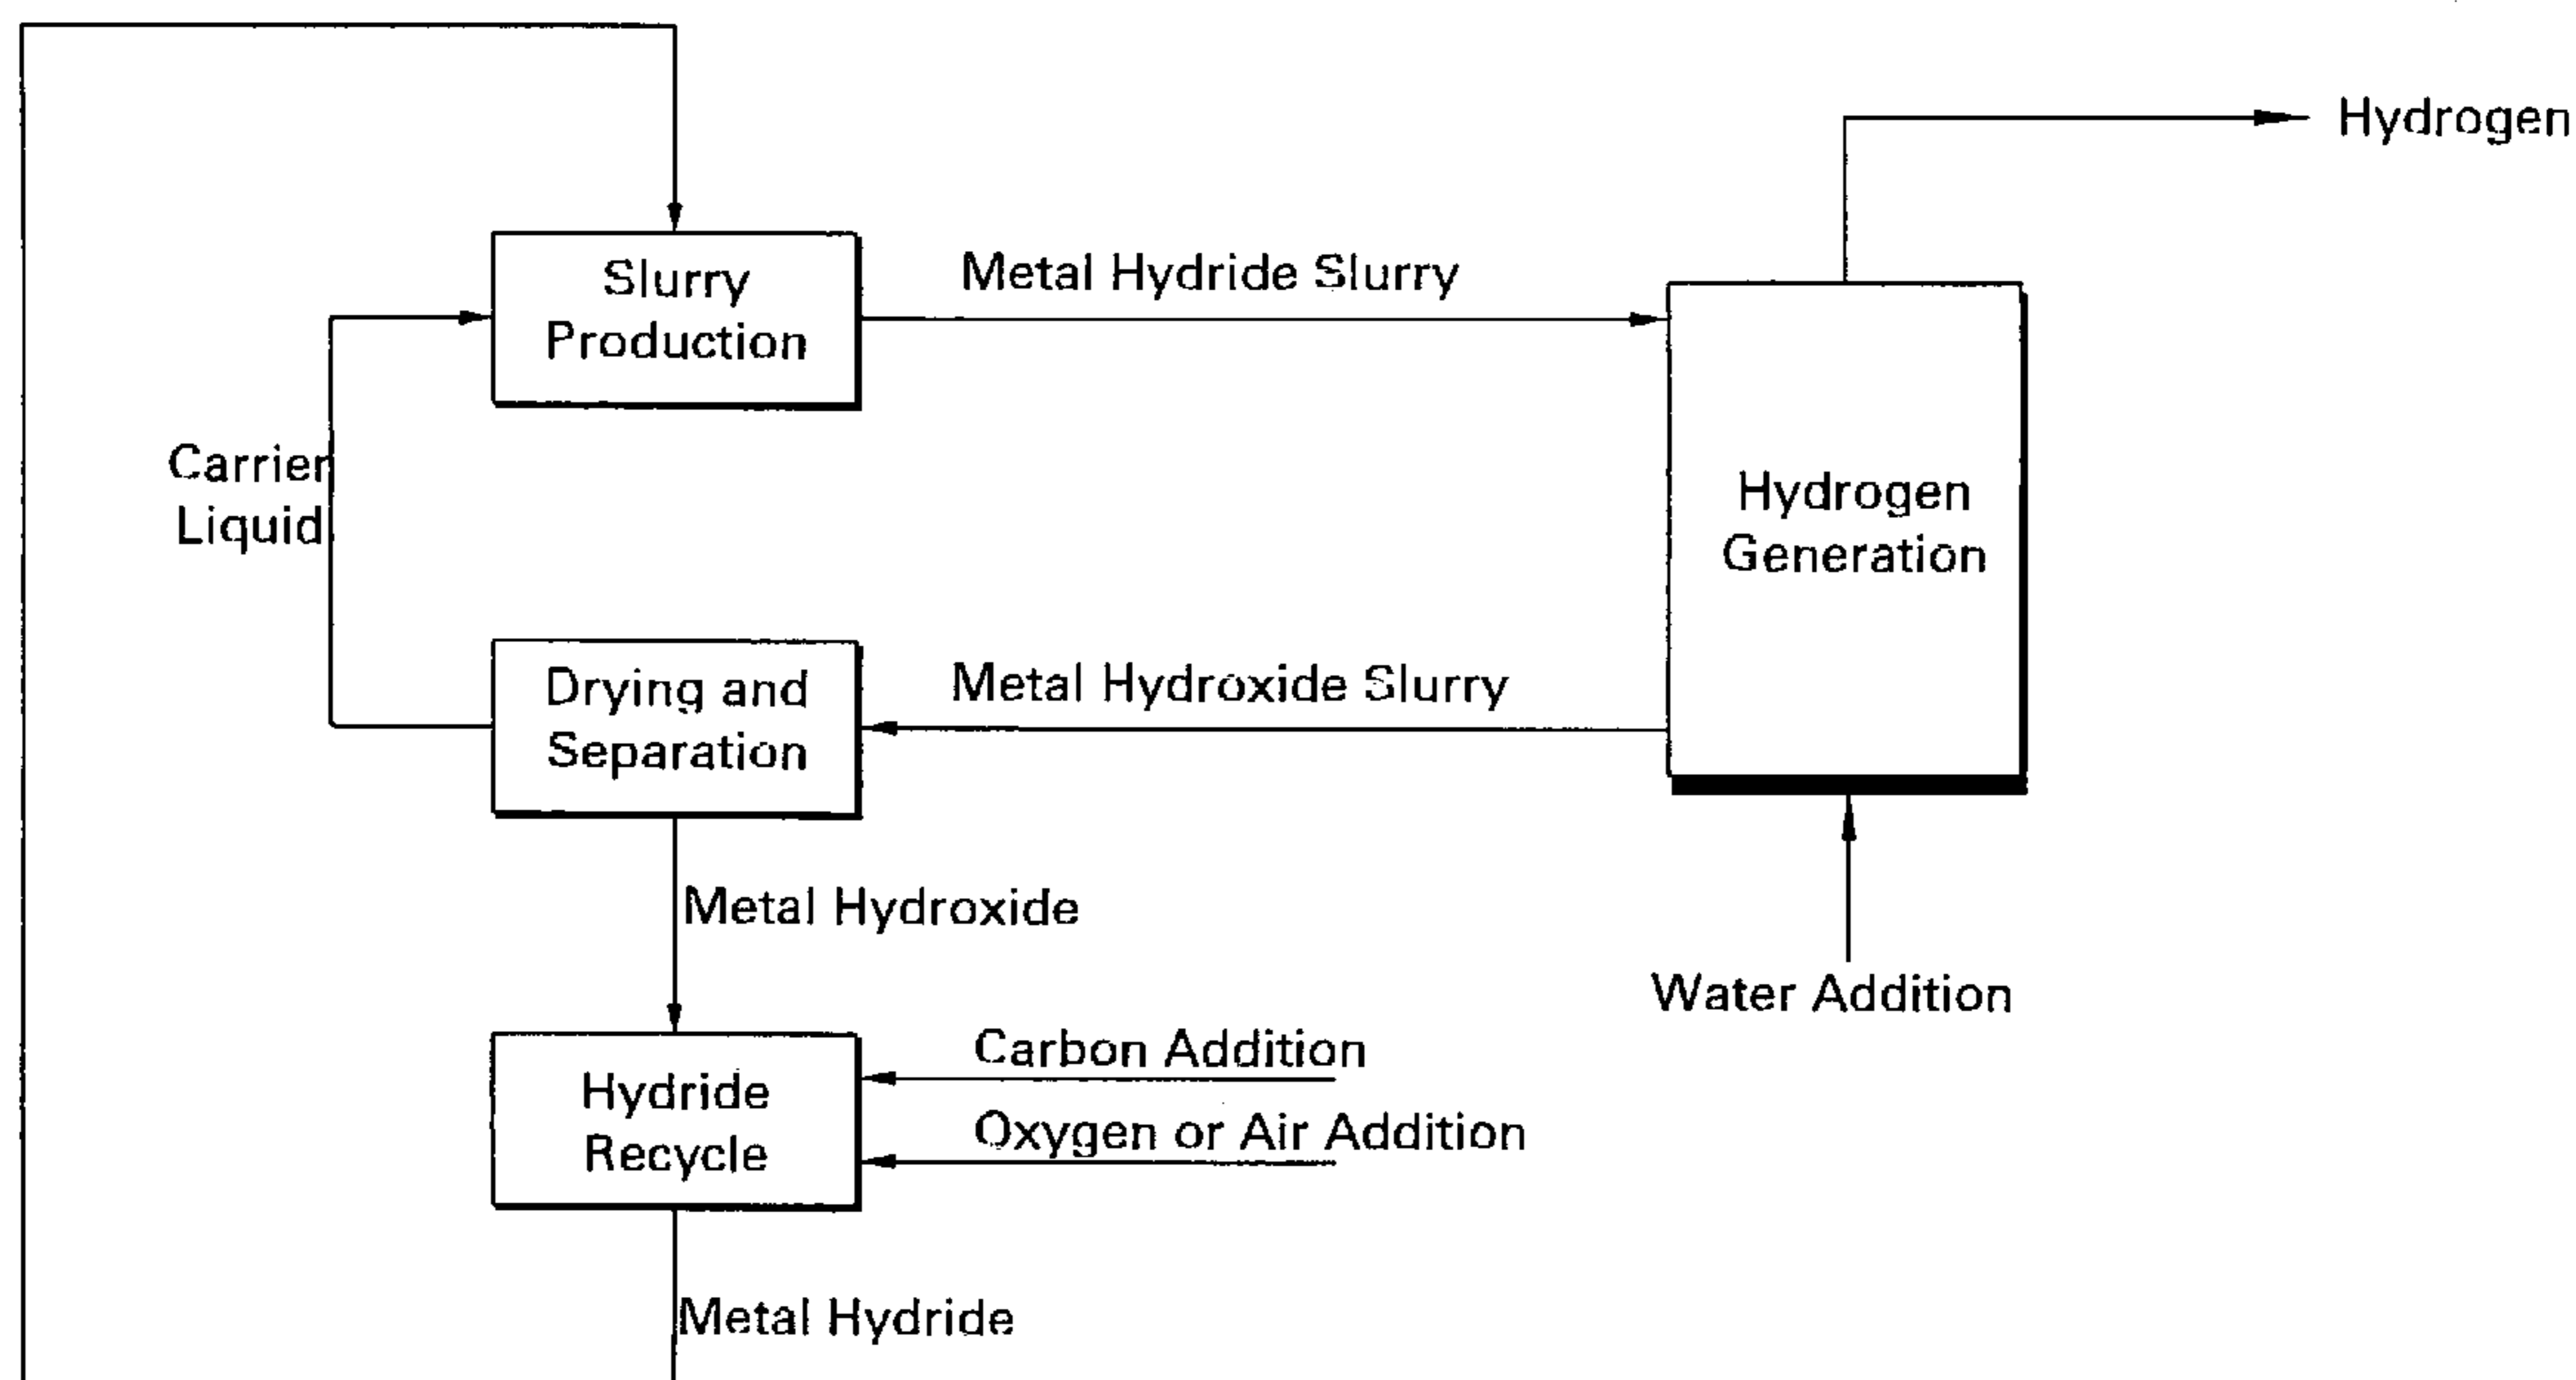 Hydrogen
Slurry
Production
Metal Hydride Slurry
Carrier
Liquid
Hydrogen
Generation
Drying and
Separation
Metal Hydroxide Slurry
Metal Hydroxide
Water Addition
Hydride
Recycle
Carbon Addition
Oxygen or Air Addition
Metal Hydride